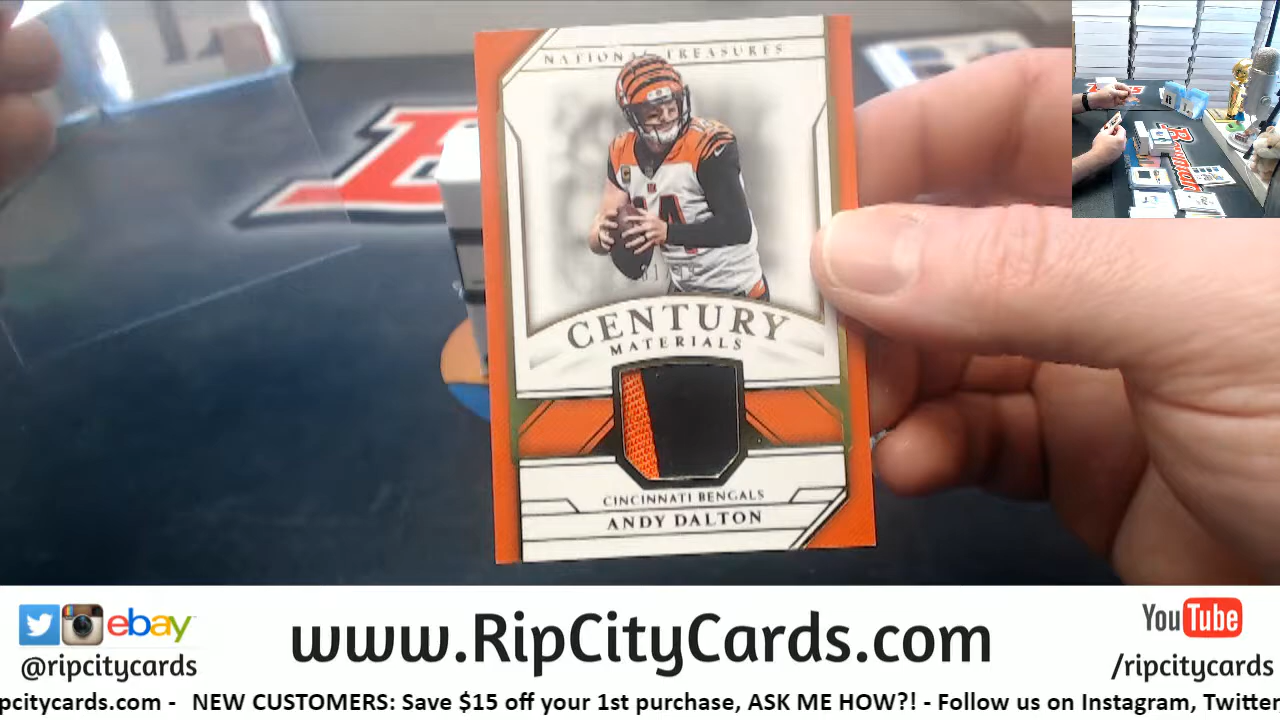 NATIONAL TREASURES
14
CENTURY
MATERIALS
CINCINNATI BENGALS
ANDY DALTON
ebay
@ripcitycards
www.RipCityCards.com
YouTube
/ripcitycards
pcitycards.com - NEW CUSTOMERS: Save $15 off your 1st purchase, ASK ME HOW?! - Follow us on Instagram, Twitter